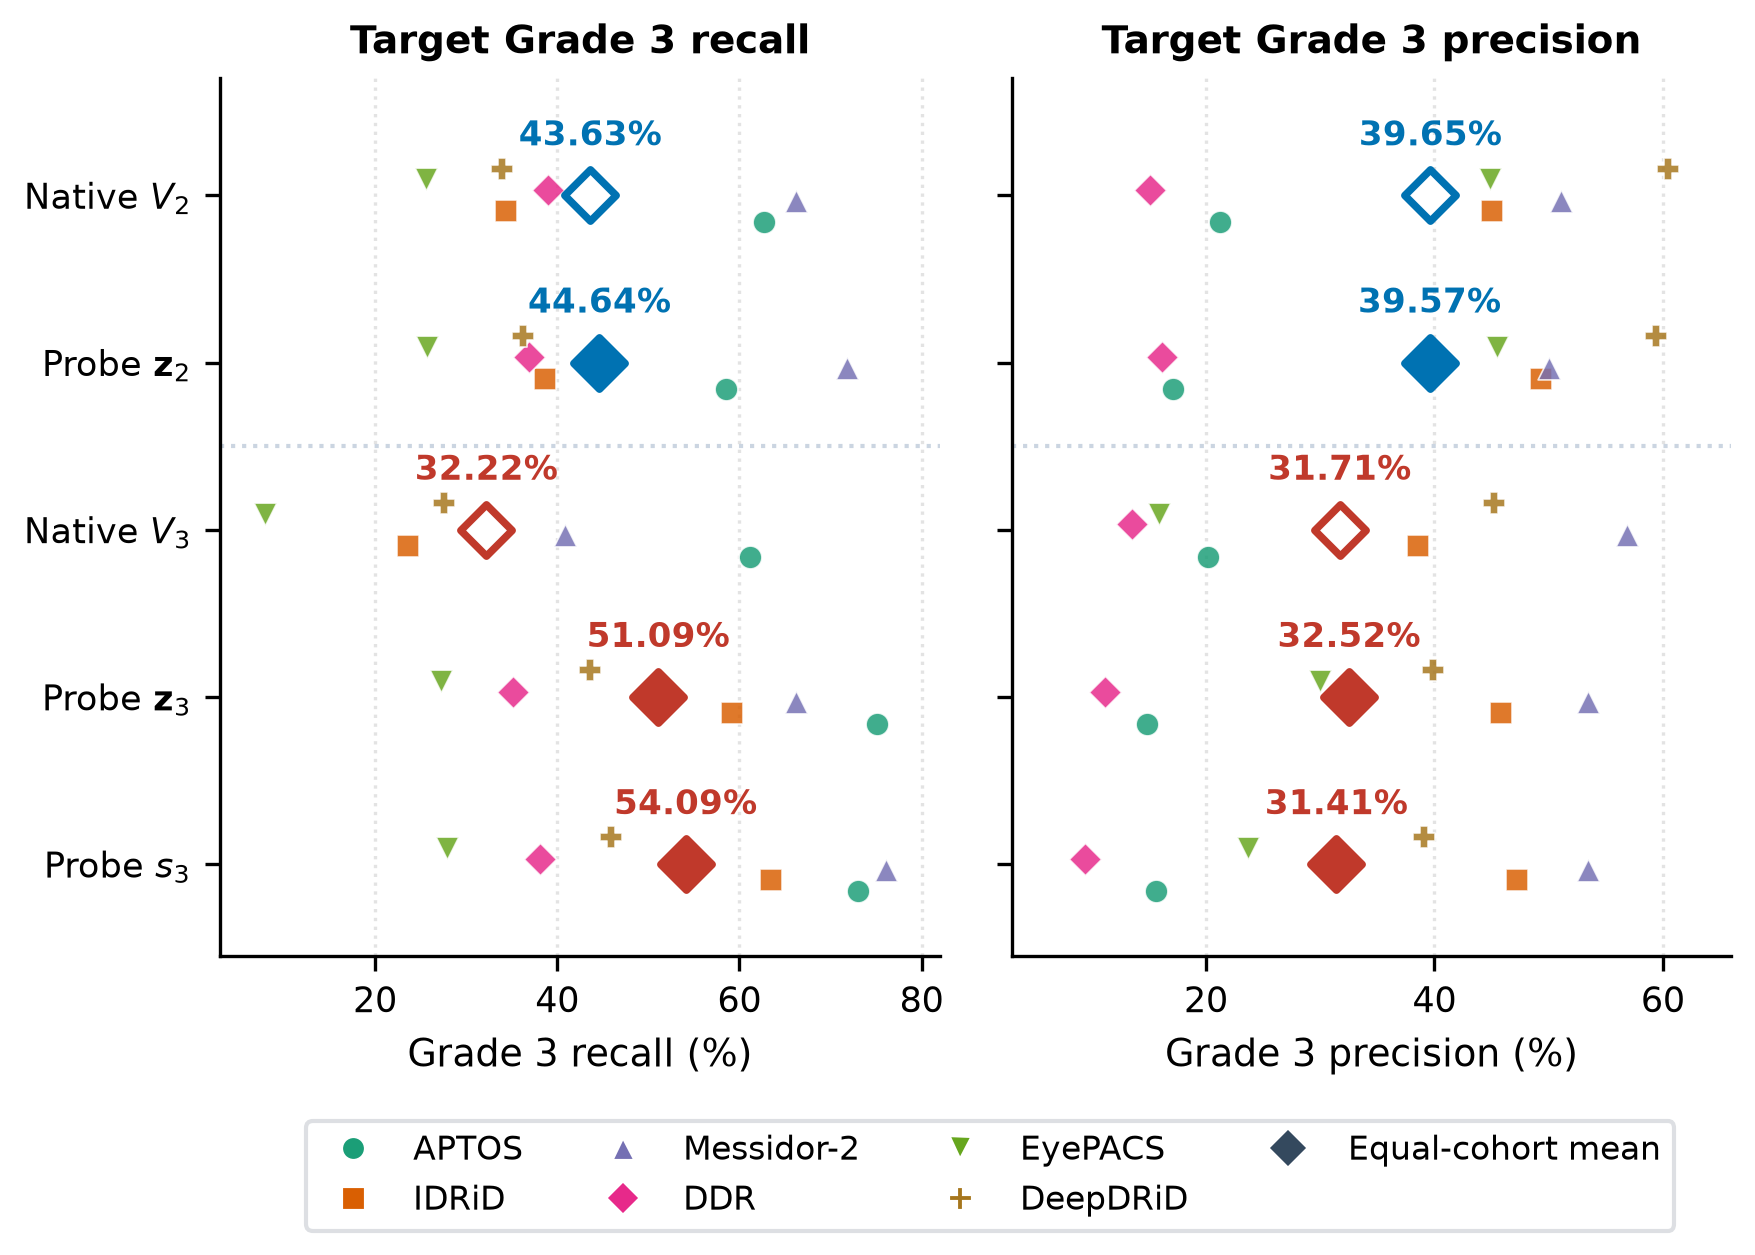 Target Grade 3 recall
Target Grade 3 precision
43.63%
39.65%
Native V₂
44.64%
39.57%
Probe z₂
32.22%
31.71%
Native V₃
51.09%
32.52%
Probe z₃
54.09%
31.41%
Probe s₃
20 40 60 80
20 40 60
Grade 3 recall (%)
Grade 3 precision (%)
APTOS Messidor-2 EyePACS Equal-cohort mean
IDRiD DDR DeepDRiD